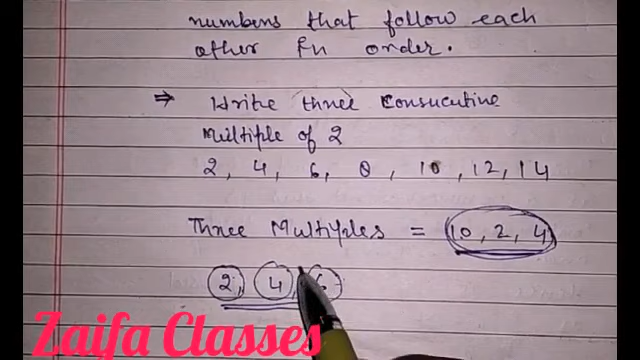 numbers that follow each
other in order.
⇒ Write three Consucutine
Multiple of 2
2, 4, 6, 8, 10, 12, 14
Three Multiples = 10, 2, 4
2, 4, 6
Zaifa Classes